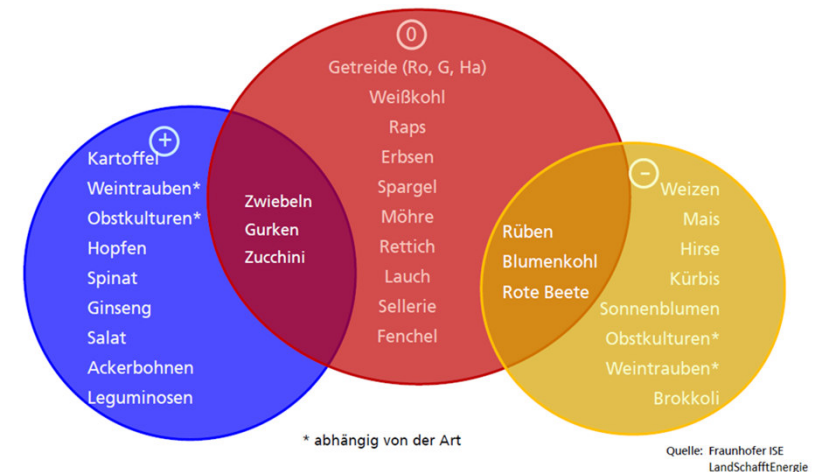 0
Getreide (Ro, G, Ha)
Weißkohl
Raps
Erbsen
Spargel
Möhre
Rettich
Lauch
Sellerie
Fenchel
+
Kartoffel
Weintrauben*
Obstkulturen*
Hopfen
Spinat
Ginseng
Salat
Ackerbohnen
Leguminosen
Zwiebeln
Gurken
Zucchini
Rüben
Blumenkohl
Rote Beete
-
Weizen
Mais
Hirse
Kürbis
Sonnenblumen
Obstkulturen*
Weintrauben*
Brokkoli
* abhängig von der Art
Quelle: Fraunhofer ISE
LandSchafftEnergie